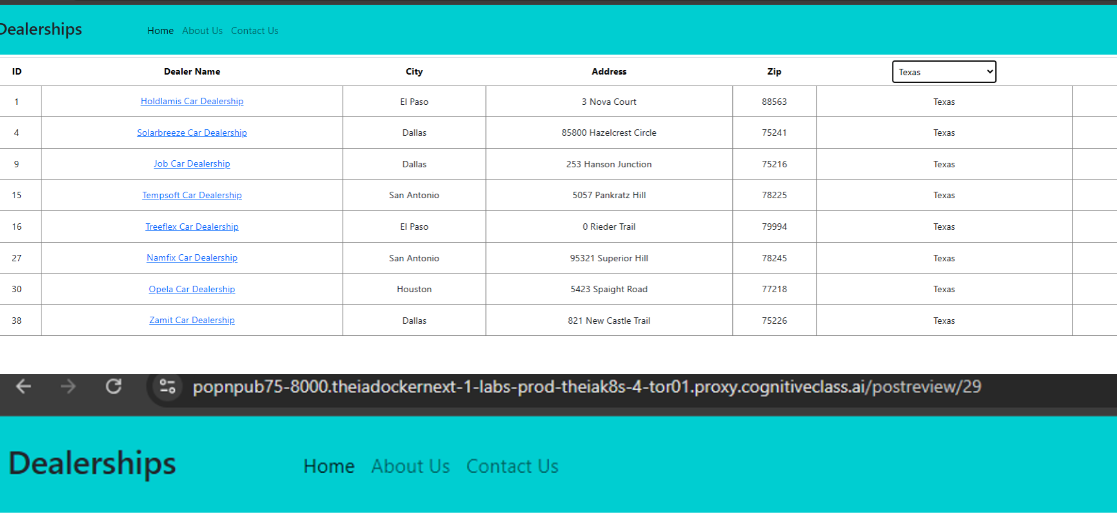 Dealerships Home About Us Contact Us
ID Dealer Name City Address Zip Texas
1 Holdlamis Car Dealership El Paso 3 Nova Court 88563 Texas
4 Solarbreeze Car Dealership Dallas 85800 Hazelcrest Circle 75241 Texas
9 Job Car Dealership Dallas 253 Hanson Junction 75216 Texas
15 Tempsoft Car Dealership San Antonio 5057 Pankratz Hill 78225 Texas
16 Treeflex Car Dealership El Paso 0 Rieder Trail 79994 Texas
27 Namfix Car Dealership San Antonio 95321 Superior Hill 78245 Texas
30 Opela Car Dealership Houston 5423 Spaight Road 77218 Texas
38 Zamit Car Dealership Dallas 821 New Castle Trail 75226 Texas
popnpub75-8000.theiadockernext-1-labs-prod-theiak8s-4-tor01.proxy.cognitiveclass.ai/postreview/29
Dealerships Home About Us Contact Us